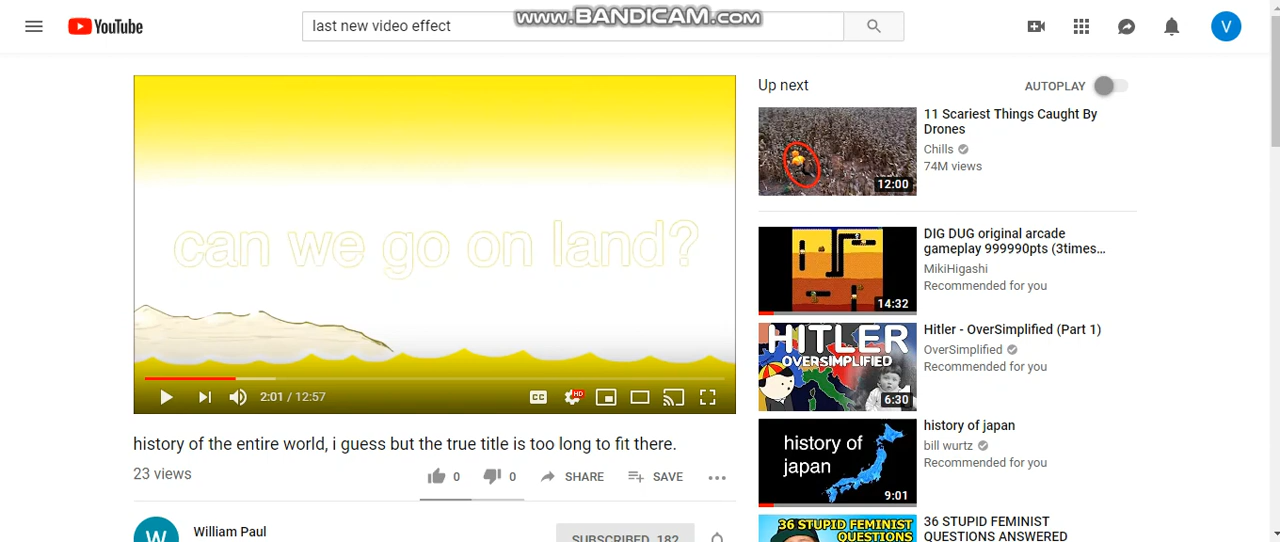 www.BANDICAM.com
YouTube
last new video effect
V
can we go on land?
2:01 / 12:57
CC
HD
history of the entire world, i guess but the true title is too long to fit there.
23 views
0
0
SHARE
SAVE
W
William Paul
SUBSCRIBED 182
Up next
AUTOPLAY
12:00
11 Scariest Things Caught By
Drones
Chills
74M views
14:32
DIG DUG original arcade
gameplay 999990pts (3times...
MikiHigashi
Recommended for you
HITLER
OVERSIMPLIFIED
6:30
Hitler - OverSimplified (Part 1)
OverSimplified
Recommended for you
history of
japan
9:01
history of japan
bill wurtz
Recommended for you
36 STUPID FEMINIST
QUESTIONS
36 STUPID FEMINIST
QUESTIONS ANSWERED